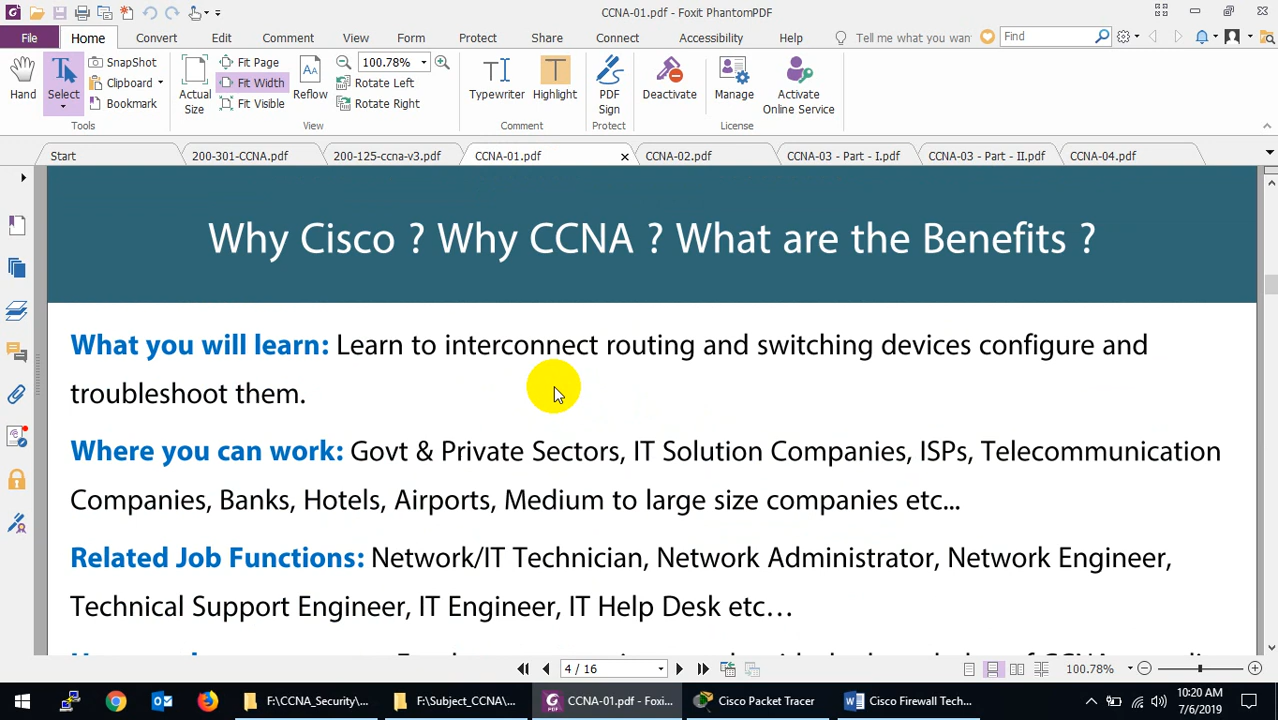 CCNA-01.pdf - Foxit PhantomPDF
File Home Convert Edit Comment View Form Protect Share Connect Accessibility Help Tell me what you wan Find
Hand
Select
SnapShot
Clipboard
Bookmark
Tools
Actual Size
Fit Page
Fit Width
Fit Visible
Reflow
100.78%
Rotate Left
Rotate Right
View
Typewriter
Highlight
Comment
PDF Sign
Protect
Deactivate
Manage
Activate Online Service
License
Start 200-301-CCNA.pdf 200-125-ccna-v3.pdf CCNA-01.pdf CCNA-02.pdf CCNA-03 - Part - I.pdf CCNA-03 - Part - II.pdf CCNA-04.pdf
Why Cisco ? Why CCNA ? What are the Benefits ?
What you will learn: Learn to interconnect routing and switching devices configure and
troubleshoot them.
Where you can work: Govt & Private Sectors, IT Solution Companies, ISPs, Telecommunication
Companies, Banks, Hotels, Airports, Medium to large size companies etc...
Related Job Functions: Network/IT Technician, Network Administrator, Network Engineer,
Technical Support Engineer, IT Engineer, IT Help Desk etc…
4 / 16 100.78%
F:\CCNA_Security\... F:\Subject_CCNA\... CCNA-01.pdf - Foxi... Cisco Packet Tracer Cisco Firewall Tech...
10:20 AM
7/6/2019